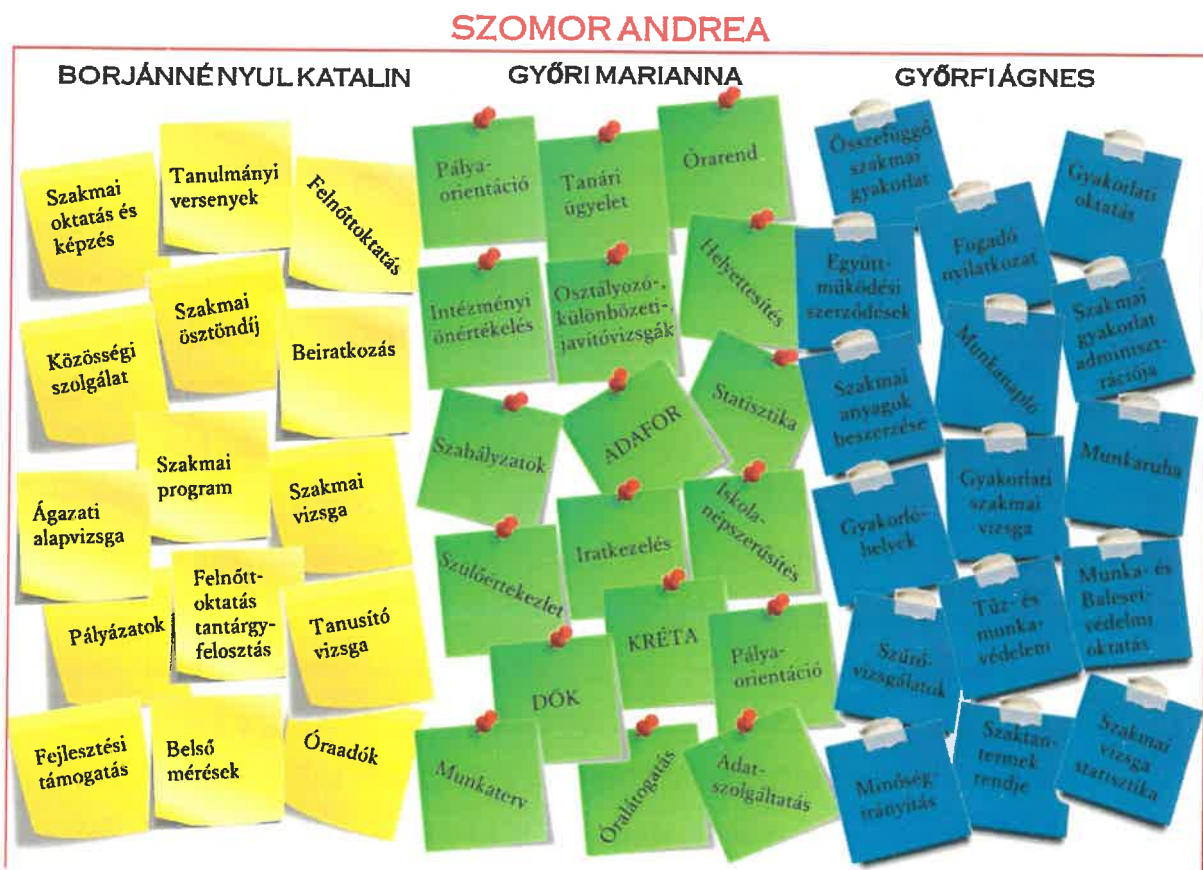 SZOMOR ANDREA
BORJÁNNÉ NYUL KATALIN
Szakmai
oktatás és
képzés
Tanulmányi
versenyek
Felnőttoktatás
Közösségi
szolgálat
Szakmai
ösztöndíj
Beiratkozás
Ágazati
alapvizsga
Szakmai
program
Szakmai
vizsga
Pályázatok
Felnőtt-
oktatás
tantárgy-
felosztás
Tanusító
vizsga
Fejlesztési
támogatás
Belső
mérések
Óraadók
GYŐRI MARIANNA
Pálya-
orientáció
Tanári
ügyelet
Órarend
Intézményi
önértékelés
Osztályozó-,
különbözeti-
javítóvizsgák
Helyettesítés
Szabályzatok
ADAFOR
Statisztika
Szülőértekezlet
Iratkezelés
Iskola-
népszerűsítés
DÖK
KRÉTA
Pálya-
orientáció
Munkaterv
Óralátogatás
Adat-
szolgáltatás
GYŐRFI ÁGNES
Összefüggő
szakmai
gyakorlat
Gyakorlati
oktatás
Együtt-
működési
szerződések
Fogadó
nyilatkozat
Szakmai
gyakorlat
adminiszt-
rációja
Szakmai
anyagok
beszerzése
Munkanapló
Munkaruha
Gyakorló-
helyek
Gyakorlati
szakmai
vizsga
Szűrő-
vizsgálatok
Tűz- és
munka-
védelem
Munka- és
Baleset-
védelmi
oktatás
Minőség-
irányítás
Szaktan-
termek
rendje
Szakmai
vizsga
statisztika